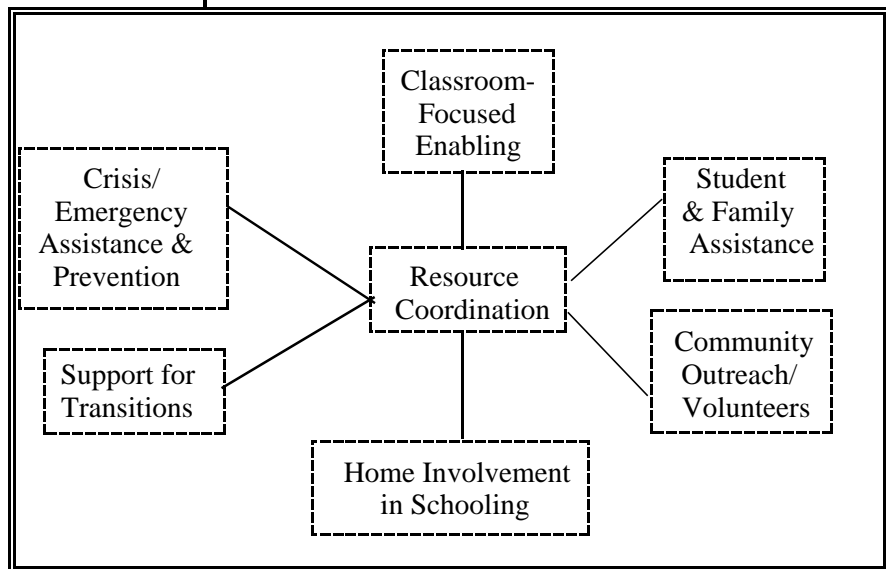 Classroom-
Focused
Enabling
Crisis/
Emergency
Assistance &
Prevention
Student
& Family
Assistance
Resource
Coordination
Support for
Transitions
Community
Outreach/
Volunteers
Home Involvement
in Schooling